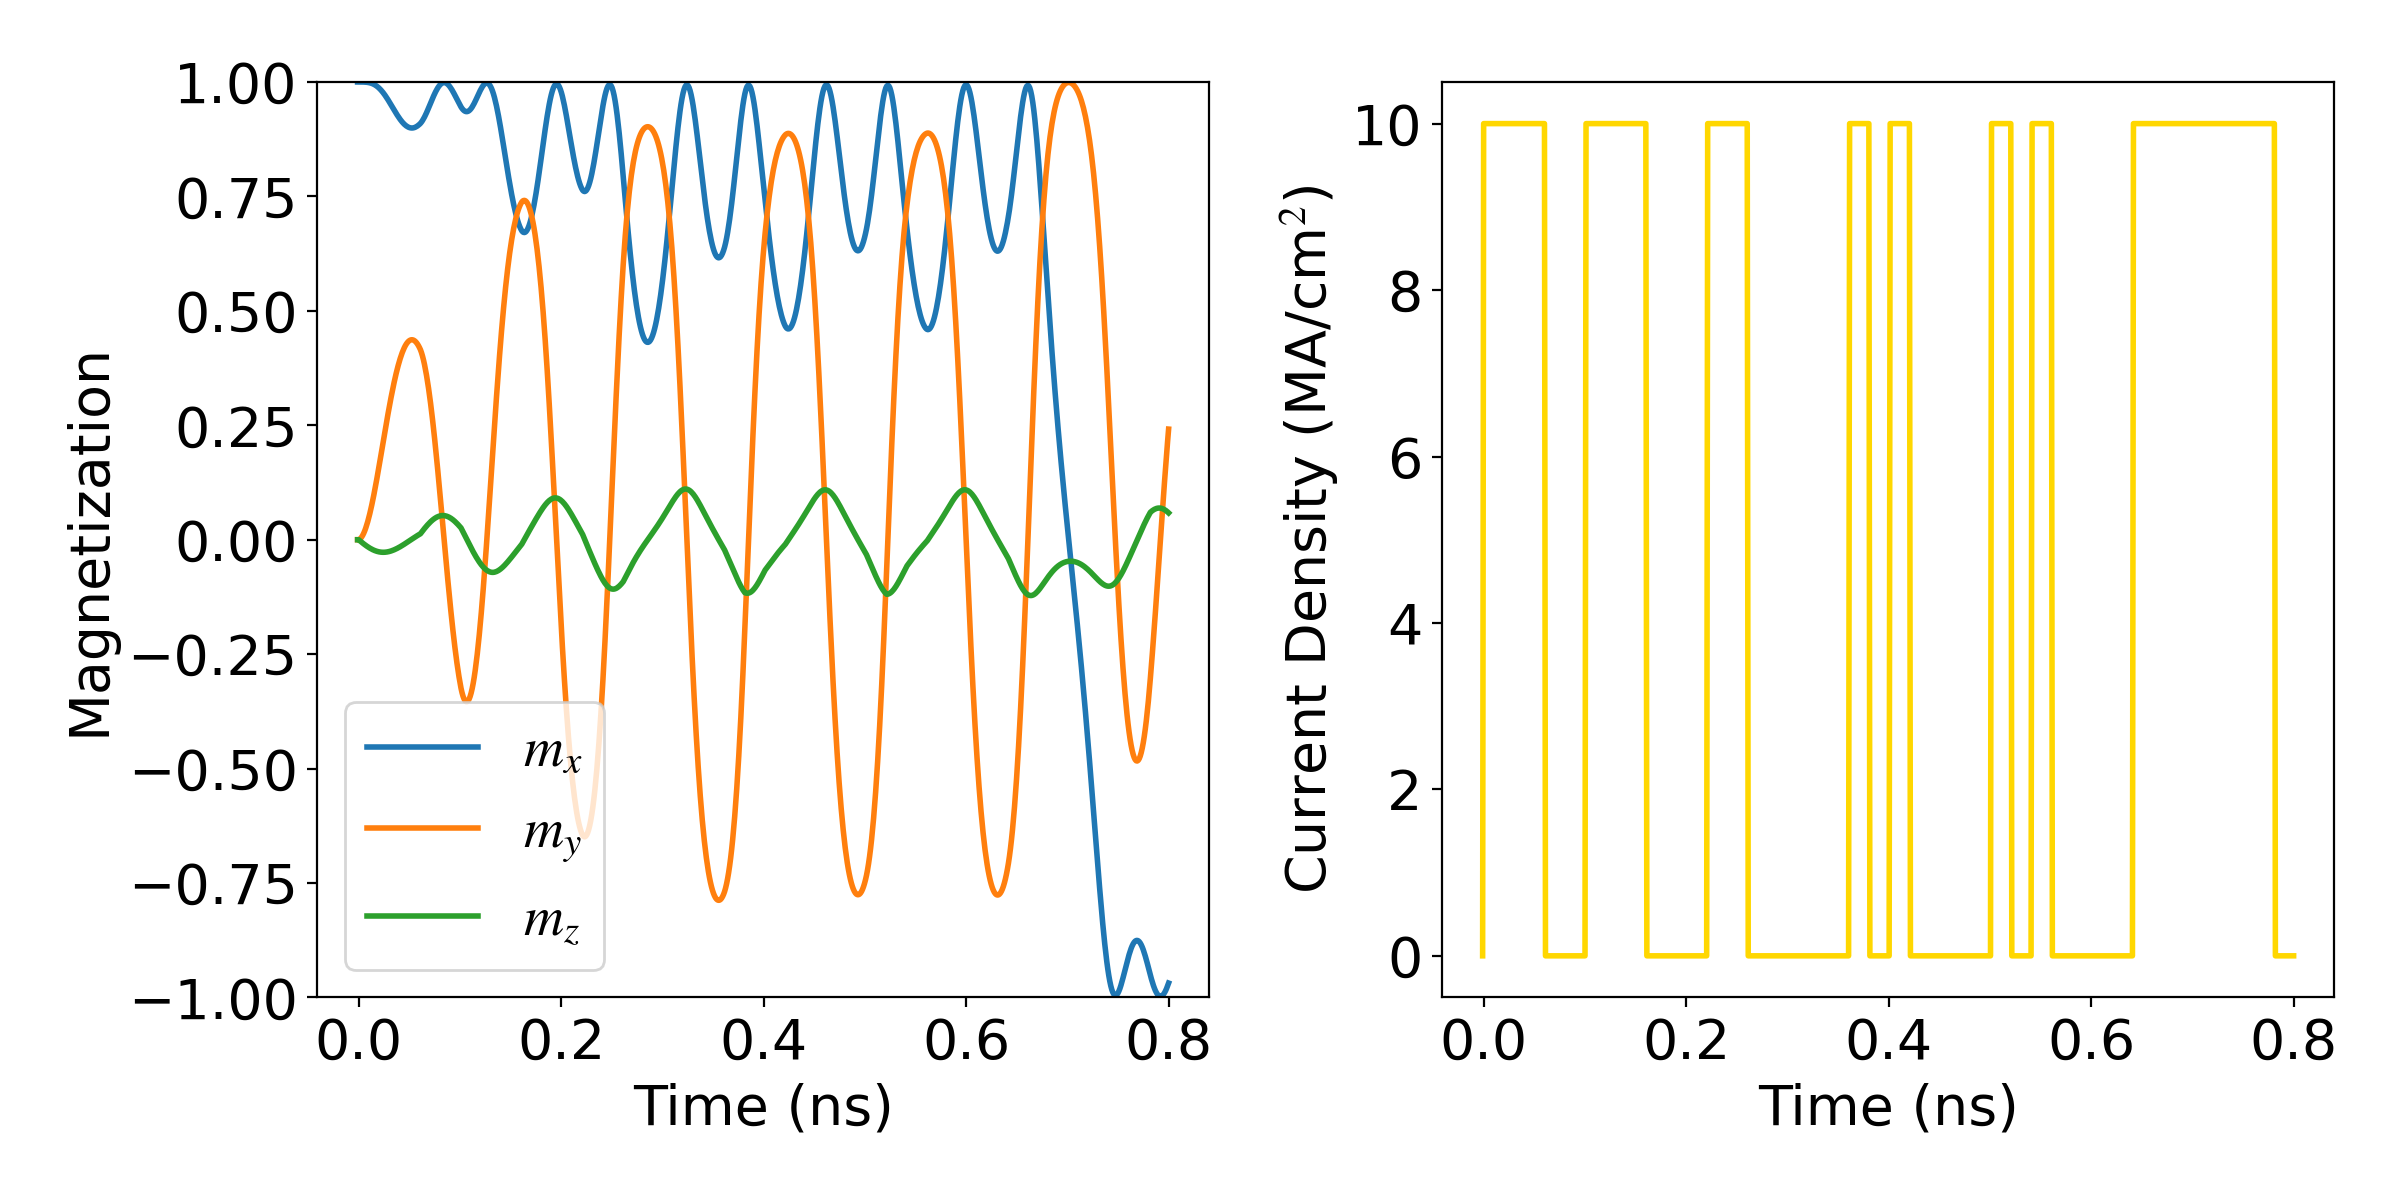 1.00
0.75
0.50
0.25
0.00
−0.25
−0.50
−0.75
−1.00
Magnetization
m_x
m_y
m_z
0.0 0.2 0.4 0.6 0.8
Time (ns)
10
8
6
4
2
0
Current Density (MA/cm²)
0.0 0.2 0.4 0.6 0.8
Time (ns)